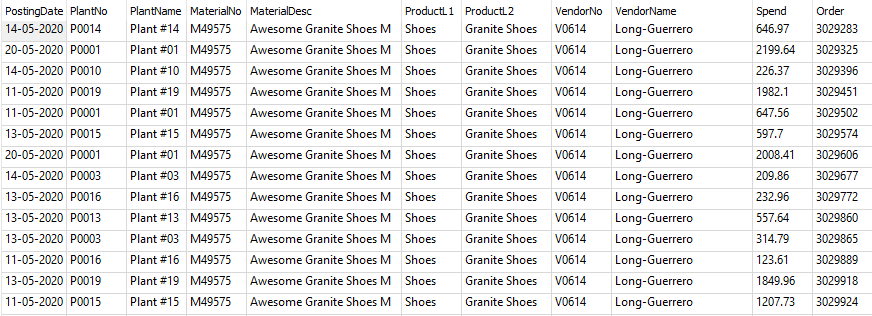 PostingDate PlantNo PlantName MaterialNo MaterialDesc ProductL1 ProductL2 VendorNo VendorName Spend Order
14-05-2020 P0014 Plant #14 M49575 Awesome Granite Shoes M Shoes Granite Shoes V0614 Long-Guerrero 646.97 3029283
20-05-2020 P0001 Plant #01 M49575 Awesome Granite Shoes M Shoes Granite Shoes V0614 Long-Guerrero 2199.64 3029325
14-05-2020 P0010 Plant #10 M49575 Awesome Granite Shoes M Shoes Granite Shoes V0614 Long-Guerrero 226.37 3029396
11-05-2020 P0019 Plant #19 M49575 Awesome Granite Shoes M Shoes Granite Shoes V0614 Long-Guerrero 1982.1 3029451
11-05-2020 P0001 Plant #01 M49575 Awesome Granite Shoes M Shoes Granite Shoes V0614 Long-Guerrero 647.56 3029502
13-05-2020 P0015 Plant #15 M49575 Awesome Granite Shoes M Shoes Granite Shoes V0614 Long-Guerrero 597.7 3029574
20-05-2020 P0001 Plant #01 M49575 Awesome Granite Shoes M Shoes Granite Shoes V0614 Long-Guerrero 2008.41 3029606
14-05-2020 P0003 Plant #03 M49575 Awesome Granite Shoes M Shoes Granite Shoes V0614 Long-Guerrero 209.86 3029677
13-05-2020 P0016 Plant #16 M49575 Awesome Granite Shoes M Shoes Granite Shoes V0614 Long-Guerrero 232.96 3029772
13-05-2020 P0013 Plant #13 M49575 Awesome Granite Shoes M Shoes Granite Shoes V0614 Long-Guerrero 557.64 3029860
13-05-2020 P0003 Plant #03 M49575 Awesome Granite Shoes M Shoes Granite Shoes V0614 Long-Guerrero 314.79 3029865
11-05-2020 P0016 Plant #16 M49575 Awesome Granite Shoes M Shoes Granite Shoes V0614 Long-Guerrero 123.61 3029889
13-05-2020 P0019 Plant #19 M49575 Awesome Granite Shoes M Shoes Granite Shoes V0614 Long-Guerrero 1849.96 3029918
11-05-2020 P0015 Plant #15 M49575 Awesome Granite Shoes M Shoes Granite Shoes V0614 Long-Guerrero 1207.73 3029924